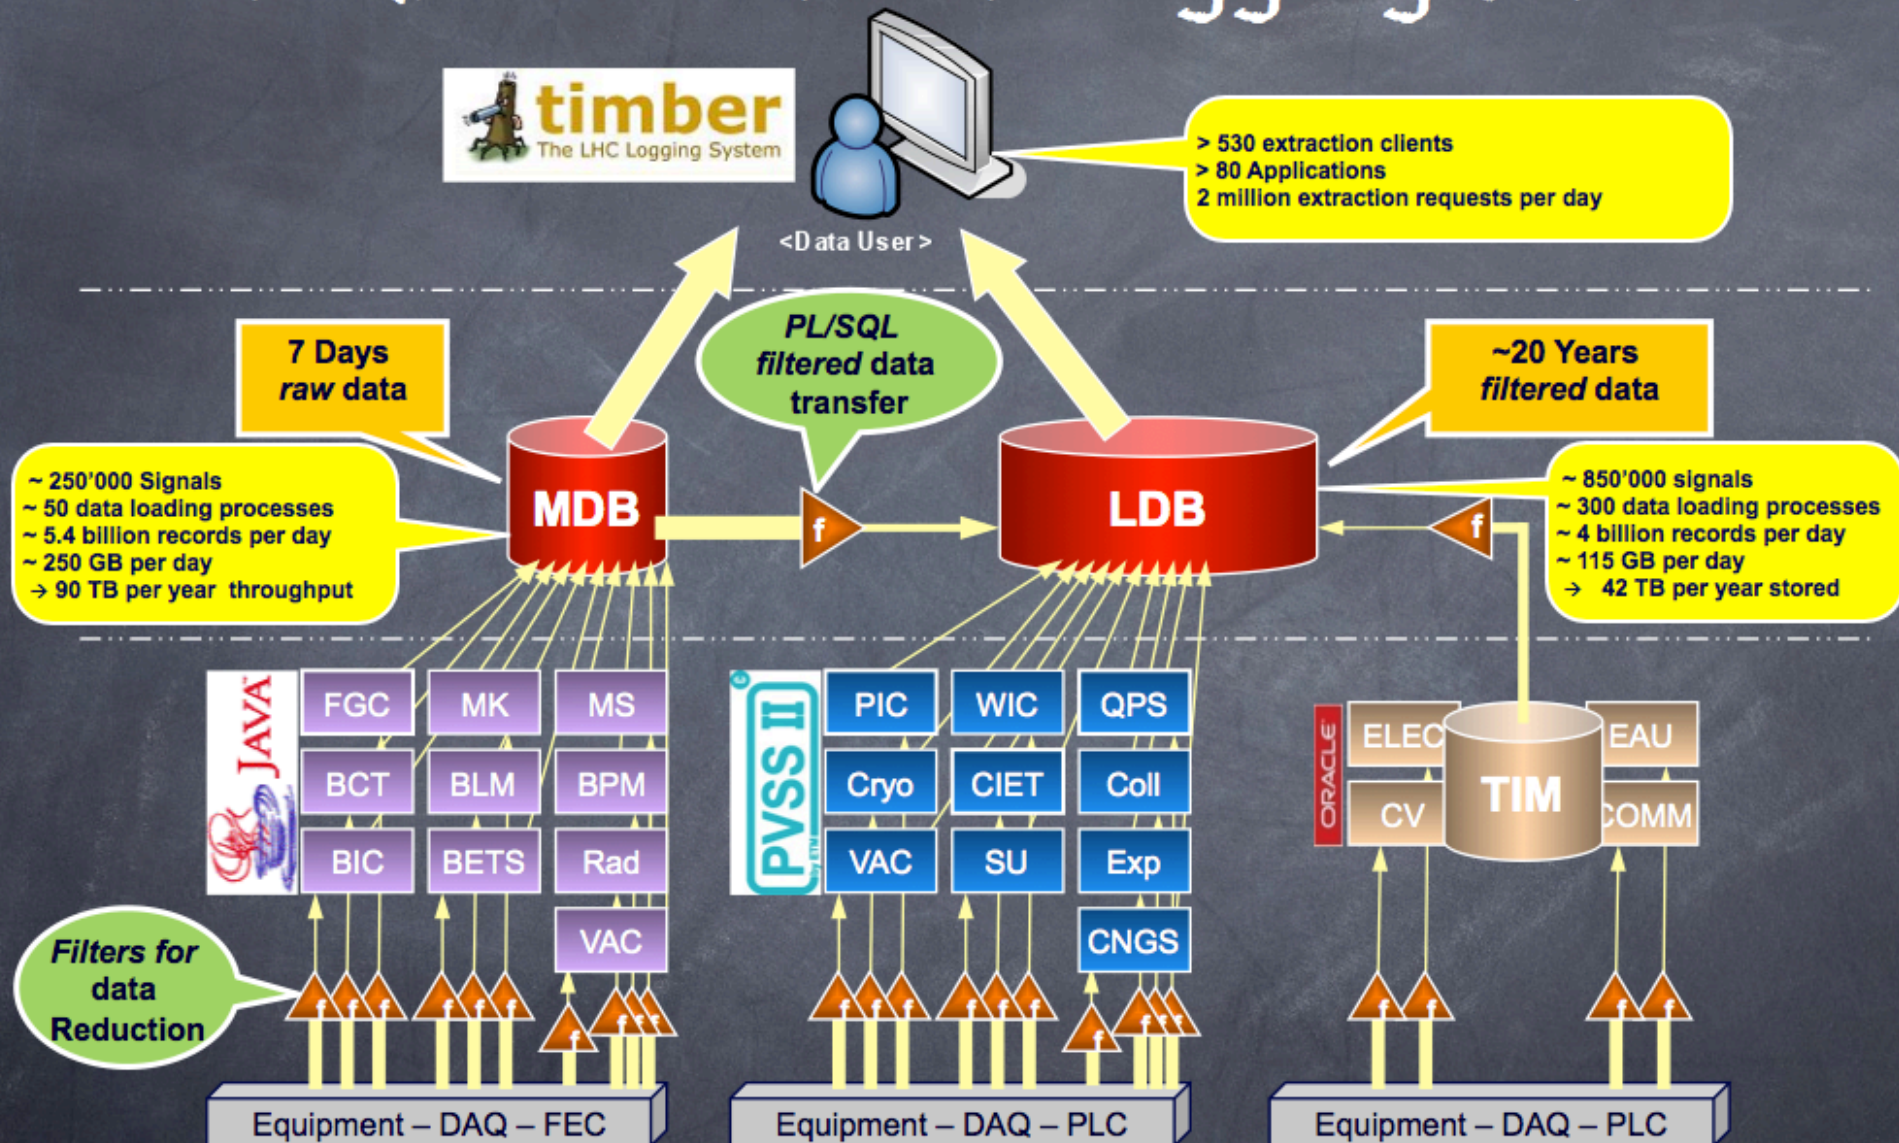 timber
The LHC Logging System
> 530 extraction clients
> 80 Applications
2 million extraction requests per day
<Data User>
7 Days
raw data
PL/SQL
filtered data
transfer
~20 Years
filtered data
~ 250'000 Signals
~ 50 data loading processes
~ 5.4 billion records per day
~ 250 GB per day
→ 90 TB per year throughput
MDB
f
LDB
f
~ 850'000 signals
~ 300 data loading processes
~ 4 billion records per day
~ 115 GB per day
→ 42 TB per year stored
JAVA
FGC MK MS
BCT BLM BPM
BIC BETS Rad
VAC
PVSS II
PIC WIC QPS
Cryo CIET Coll
VAC SU Exp
CNGS
ORACLE
ELEC EAU
TIM
CV COMM
Filters for
data
Reduction
f f f f f f f f f f
f f f f f f f f f f
f f f f
Equipment – DAQ – FEC
Equipment – DAQ – PLC
Equipment – DAQ – PLC